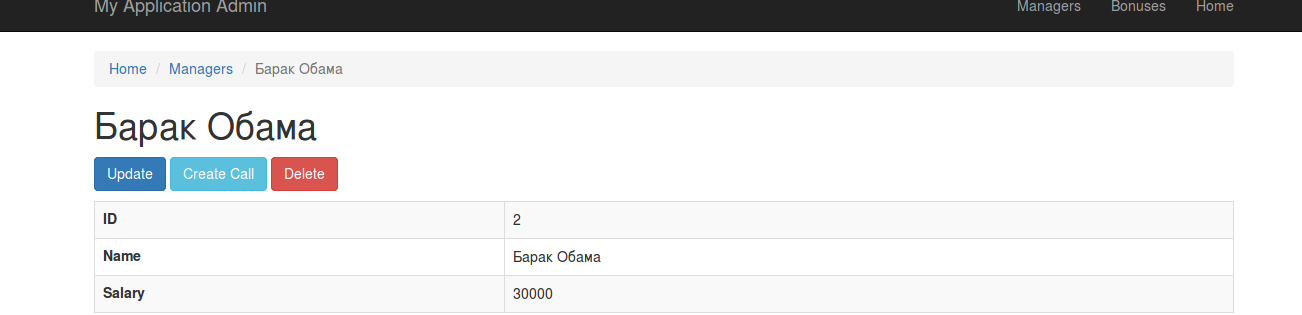 My Application Admin Managers Bonuses Home
Home / Managers / Барак Обама
Барак Обама
Update Create Call Delete
ID 2
Name Барак Обама
Salary 30000